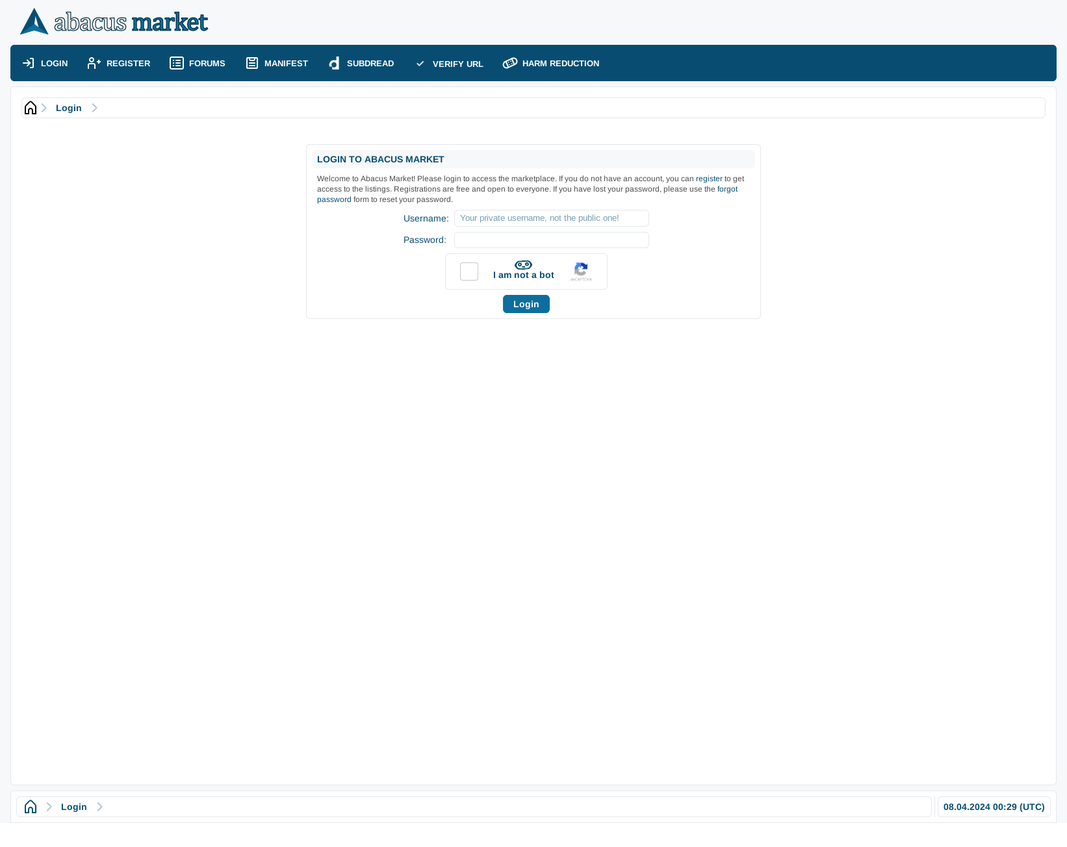 abacus market
LOGIN REGISTER FORUMS MANIFEST SUBDREAD VERIFY URL HARM REDUCTION
Login
LOGIN TO ABACUS MARKET
Welcome to Abacus Market! Please login to access the marketplace. If you do not have an account, you can register to get
access to the listings. Registrations are free and open to everyone. If you have lost your password, please use the forgot
password form to reset your password.
Username: Your private username, not the public one!
Password:
I am not a bot
Login
Login 08.04.2024 00:29 (UTC)